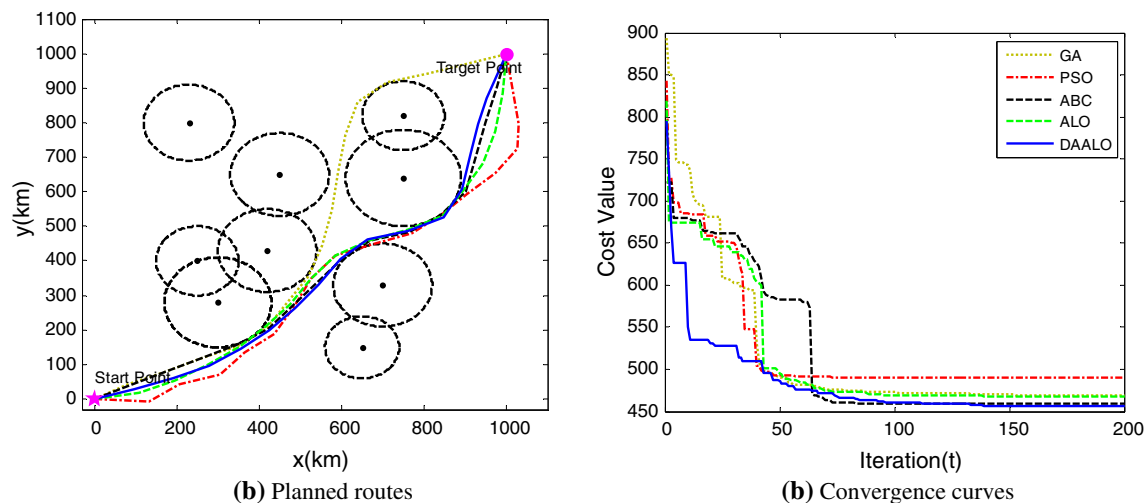 1100
1000
900
800
700
600
500
400
300
200
100
0
y(km)
Target Point
Start Point
0 200 400 600 800 1000
x(km)
(b) Planned routes
900
850
800
750
700
650
600
550
500
450
Cost Value
GA
PSO
ABC
ALO
DAALO
0 50 100 150 200
Iteration(t)
(b) Convergence curves